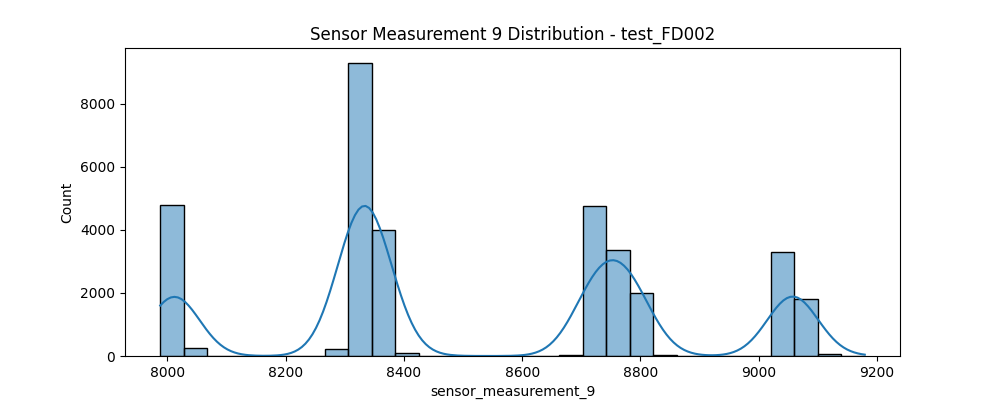 Sensor Measurement 9 Distribution - test_FD002
Count
8000
6000
4000
2000
0
8000 8200 8400 8600 8800 9000 9200
sensor_measurement_9